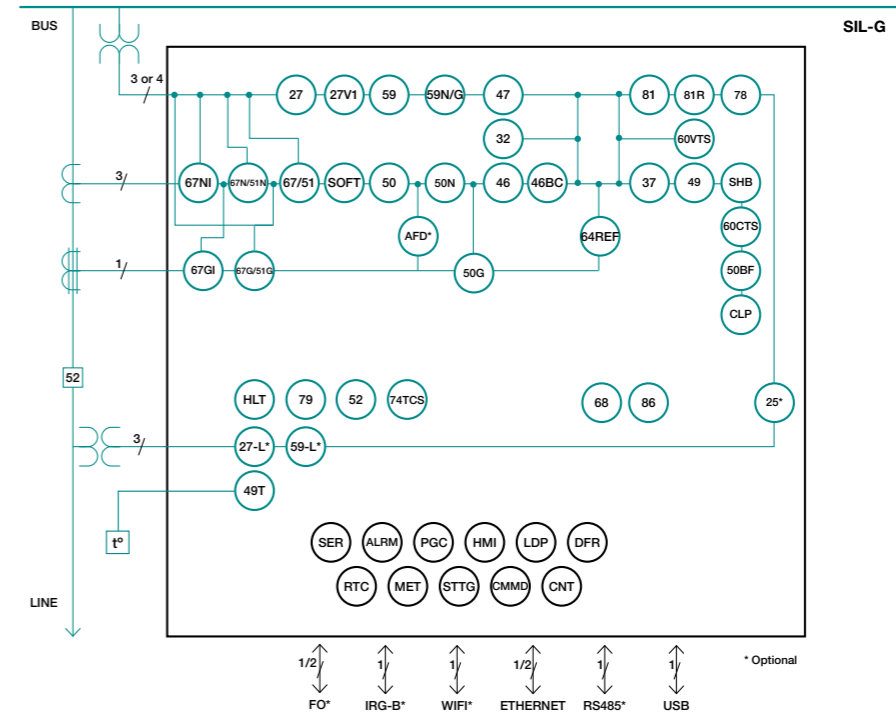 BUS
SIL-G
3 or 4
27 27V1 59 59N/G 47 81 81R 78
32 60VTS
3
67NI 67N/51N 67/51 SOFT 50 50N 46 46BC 37 49 SHB
AFD* 64REF 60CTS
1
67GI 67G/51G 50G 50BF
CLP
52
HLT 79 52 74TCS 68 86 25*
3
27-L* 59-L*
49T
tº
SER ALRM PGC HMI LDP DFR
RTC MET STTG CMMD CNT
LINE
* Optional
1/2 1 1 1/2 1 1
FO* IRG-B* WIFI* ETHERNET RS485* USB